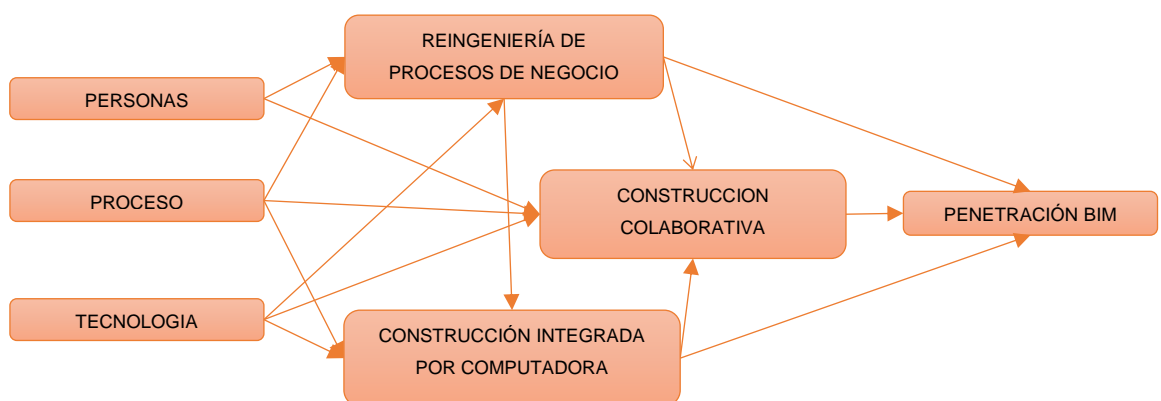 PERSONAS
PROCESO
TECNOLOGIA
REINGENIERÍA DE
PROCESOS DE NEGOCIO
CONSTRUCCION
COLABORATIVA
CONSTRUCCIÓN INTEGRADA
POR COMPUTADORA
PENETRACIÓN BIM